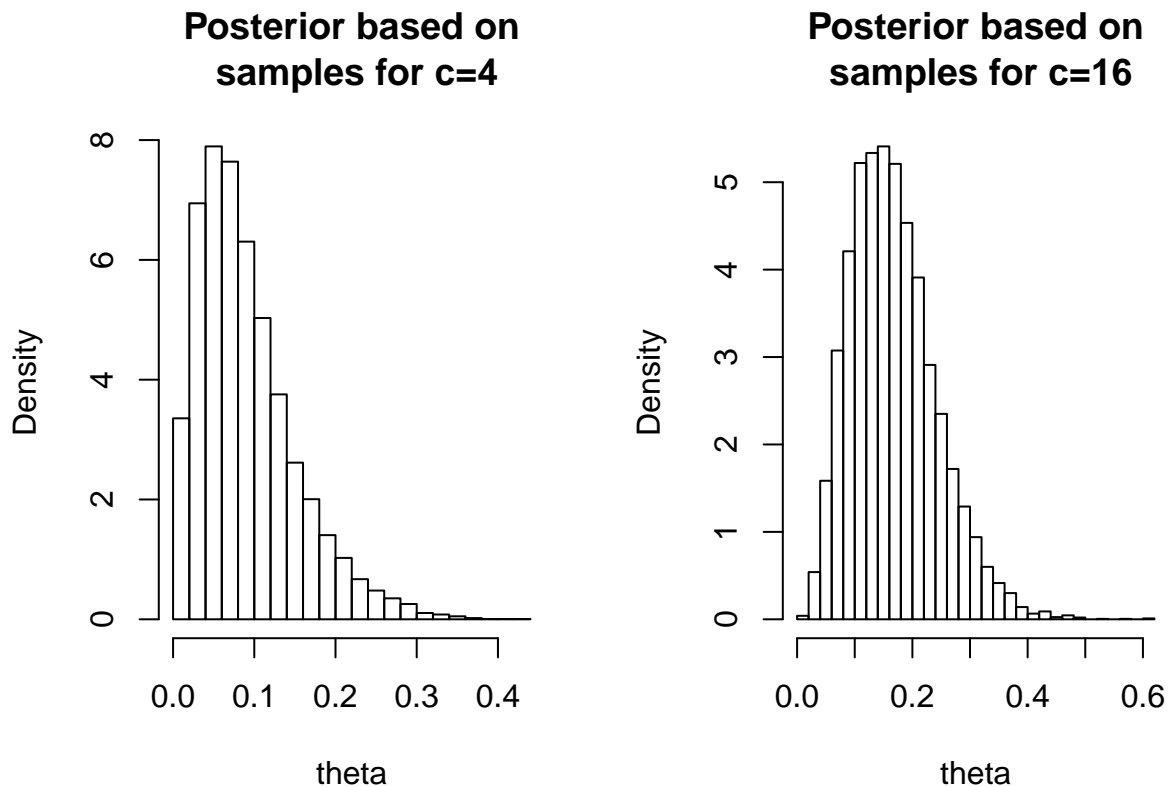 Posterior based on
samples for c=4
Density
0 2 4 6 8
0.0 0.1 0.2 0.3 0.4
theta
Posterior based on
samples for c=16
Density
0 1 2 3 4 5
0.0 0.2 0.4 0.6
theta